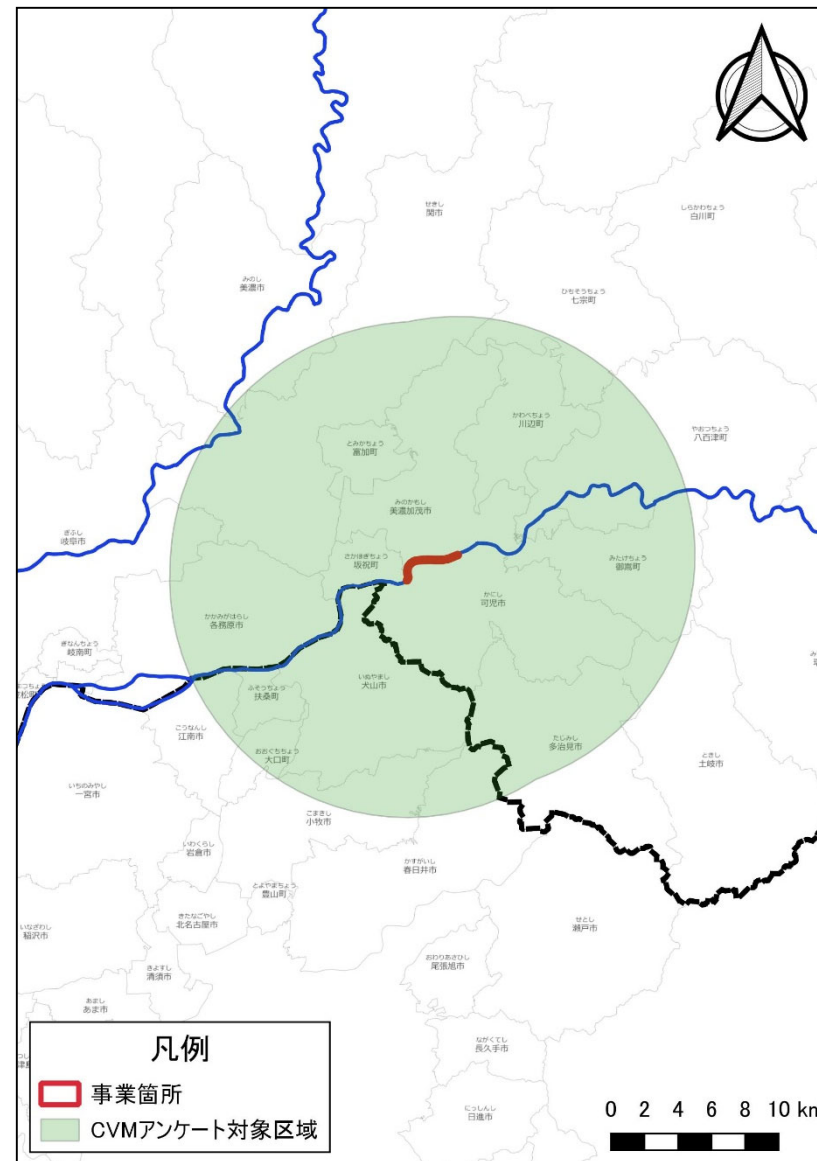 せきし
関市
しらかわちょう
白川町
みのし
美濃市
ひちそうちょう
七宗町
かわべちょう
川辺町
やおつちょう
八百津町
とみかちょう
富加町
みのかもし
美濃加茂市
ぎふし
岐阜市
さかほぎちょう
坂祝町
みたけちょう
御嵩町
かにし
可児市
かかみがはらし
各務原市
ぎなんちょう
岐南町
いぬやまし
犬山市
ふそうちょう
扶桑町
こうなんし
江南市
たじみし
多治見市
おおぐちちょう
大口町
ときし
土岐市
いちのみやし
一宮市
こまきし
小牧市
いわくらし
岩倉市
かすがいし
春日井市
とよやまちょう
豊山町
きたなごやし
北名古屋市
せとし
瀬戸市
いなざわし
稲沢市
おわりあさひし
尾張旭市
きよすし
清須市
あまし
あま市
ながくてし
長久手市
にっしんし
日進市
凡例
事業箇所
CVMアンケート対象区域
0 2 4 6 8 10 km